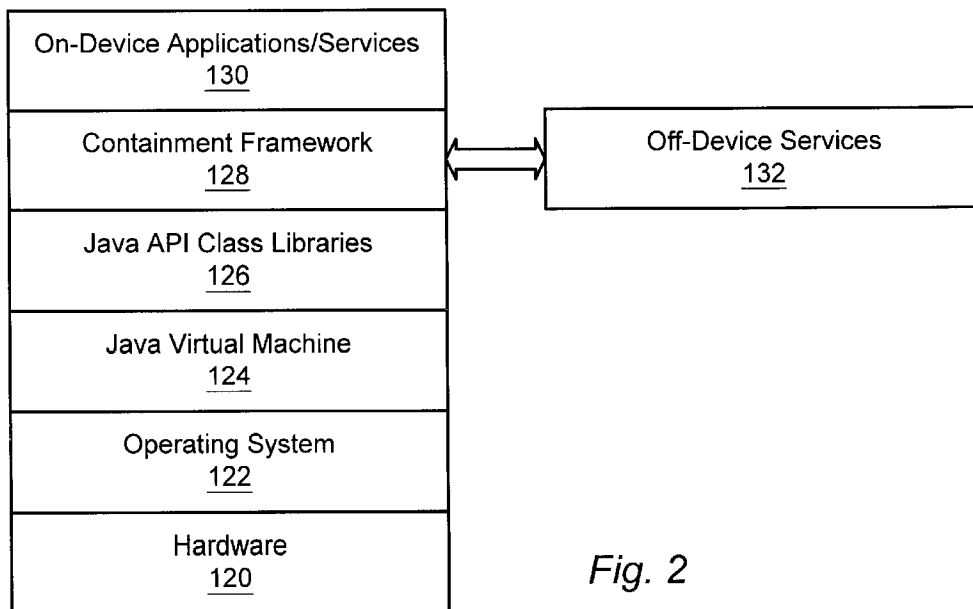 On-Device Applications/Services
130
Containment Framework
128
Off-Device Services
132
Java API Class Libraries
126
Java Virtual Machine
124
Operating System
122
Hardware
120
Fig. 2